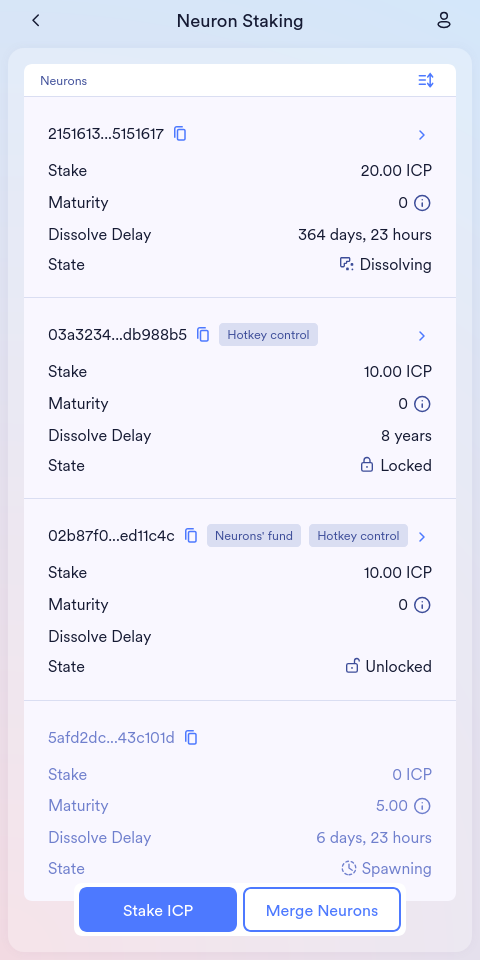 Neuron Staking
Neurons
2151613...5151617
Stake 20.00 ICP
Maturity 0
Dissolve Delay 364 days, 23 hours
State Dissolving
03a3234...db988b5 Hotkey control
Stake 10.00 ICP
Maturity 0
Dissolve Delay 8 years
State Locked
02b87f0...ed11c4c Neurons' fund Hotkey control
Stake 10.00 ICP
Maturity 0
Dissolve Delay
State Unlocked
5afd2dc...43c101d
Stake 0 ICP
Maturity 5.00
Dissolve Delay 6 days, 23 hours
State Spawning
Stake ICP Merge Neurons